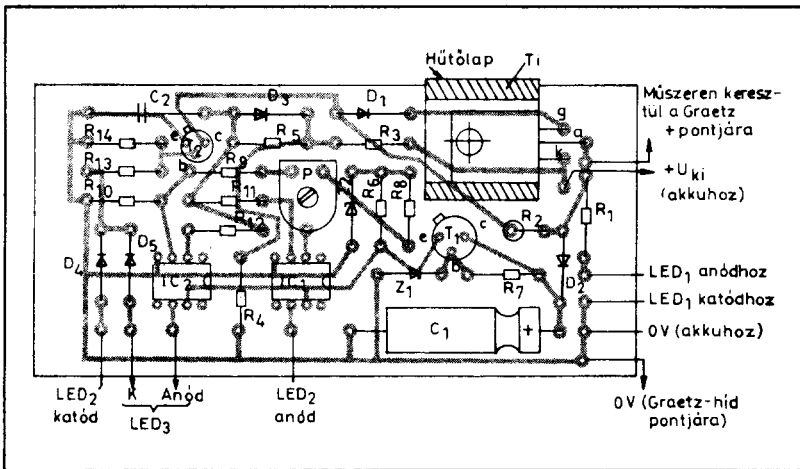 Hűtőlap
Ti
Műszeren keresz-
tül a Graetz
+ pontjára
+Uki
(akkuhoz)
C2
D3
D1
g
a
k
R14
e
c
T2
R5
R3
R13
b
R9
P
R10
R11
R6
R8
R2
R1
R12
e
T1
c
b
D4
D5
IC2
IC1
Z1
R7
D2
R4
C1
+
LED1 anódhoz
LED1 katódhoz
0V (akkuhoz)
LED2
katód
K
Anód
LED3
LED2
anód
0V (Graetz-híd
pontjára)